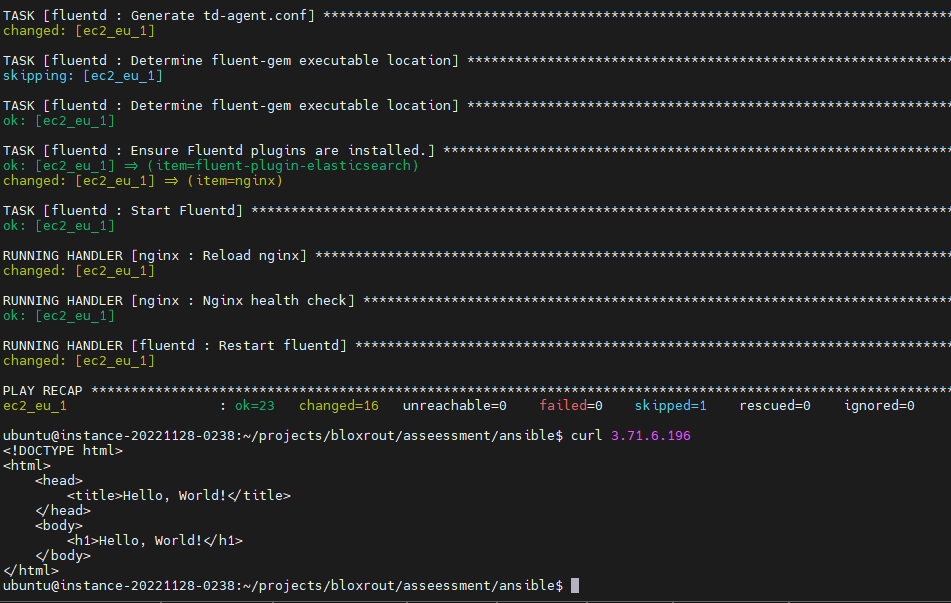 TASK [fluentd : Generate td-agent.conf] ******************************************************************************
changed: [ec2_eu_1]
TASK [fluentd : Determine fluent-gem executable location] ************************************************************
skipping: [ec2_eu_1]
TASK [fluentd : Determine fluent-gem executable location] ************************************************************
ok: [ec2_eu_1]
TASK [fluentd : Ensure Fluentd plugins are installed.] ***************************************************************
ok: [ec2_eu_1] => (item=fluent-plugin-elasticsearch)
changed: [ec2_eu_1] => (item=nginx)
TASK [fluentd : Start Fluentd] ***************************************************************************************
ok: [ec2_eu_1]
RUNNING HANDLER [nginx : Reload nginx] *******************************************************************************
changed: [ec2_eu_1]
RUNNING HANDLER [nginx : Nginx health check] *************************************************************************
ok: [ec2_eu_1]
RUNNING HANDLER [fluentd : Restart fluentd] **************************************************************************
changed: [ec2_eu_1]
PLAY RECAP ***********************************************************************************************************
ec2_eu_1 : ok=23 changed=16 unreachable=0 failed=0 skipped=1 rescued=0 ignored=0
ubuntu@instance-20221128-0238:~/projects/bloxrout/asseessment/ansible$ curl 3.71.6.196
<!DOCTYPE html>
<html>
<head>
<title>Hello, World!</title>
</head>
<body>
<h1>Hello, World!</h1>
</body>
</html>
ubuntu@instance-20221128-0238:~/projects/bloxrout/asseessment/ansible$